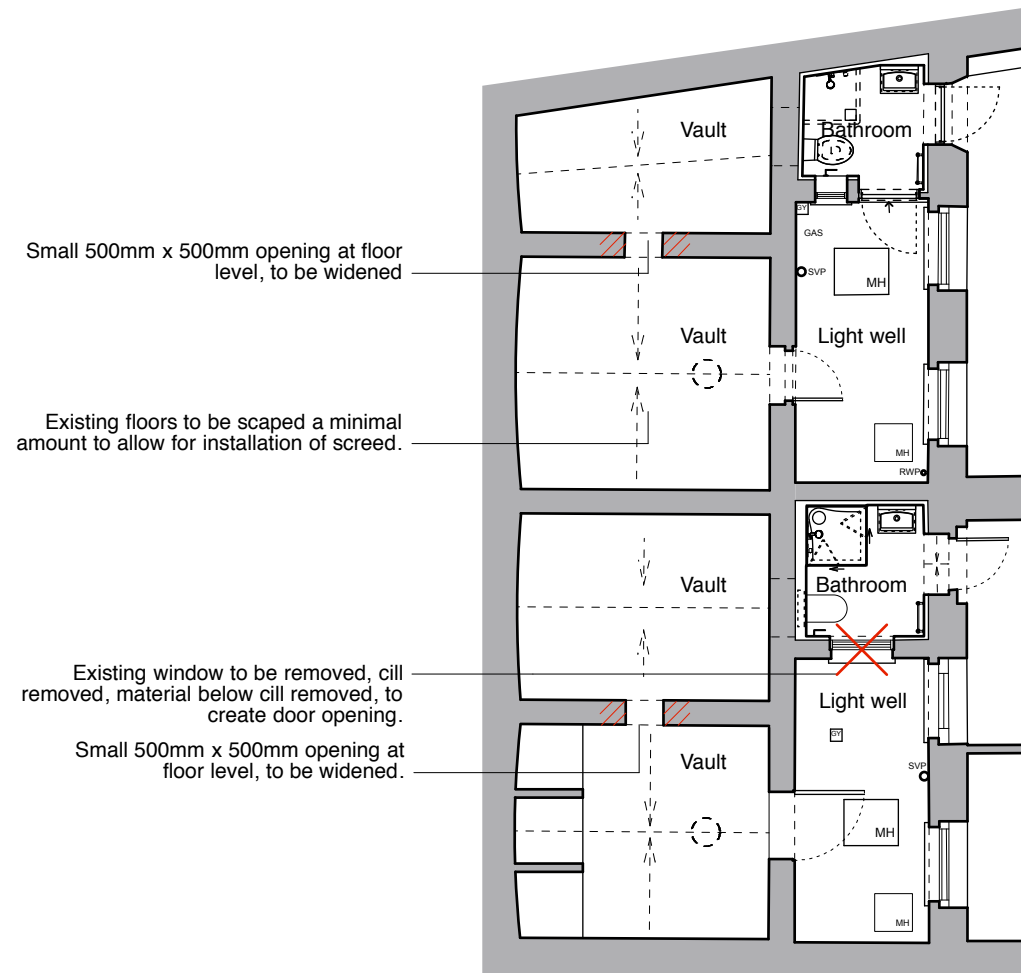 Vault
Bathroom
GY
GAS
Small 500mm x 500mm opening at floor
level, to be widened
SVP
MH
Vault
Light well
Existing floors to be scaped a minimal
amount to allow for installation of screed.
MH
RWP
Vault
Bathroom
Existing window to be removed, cill
removed, material below cill removed, to
create door opening.
Light well
GY
Small 500mm x 500mm opening at
floor level, to be widened.
Vault
SVP
MH
MH